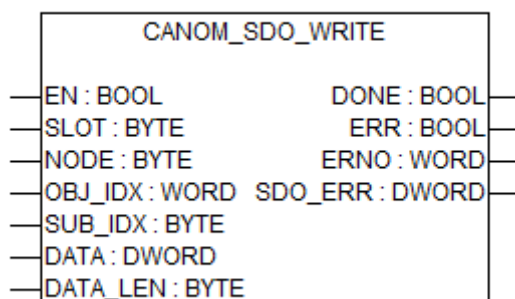 CANOM_SDO_WRITE
EN : BOOL DONE : BOOL
SLOT : BYTE ERR : BOOL
NODE : BYTE ERNO : WORD
OBJ_IDX : WORD SDO_ERR : DWORD
SUB_IDX : BYTE
DATA : DWORD
DATA_LEN : BYTE